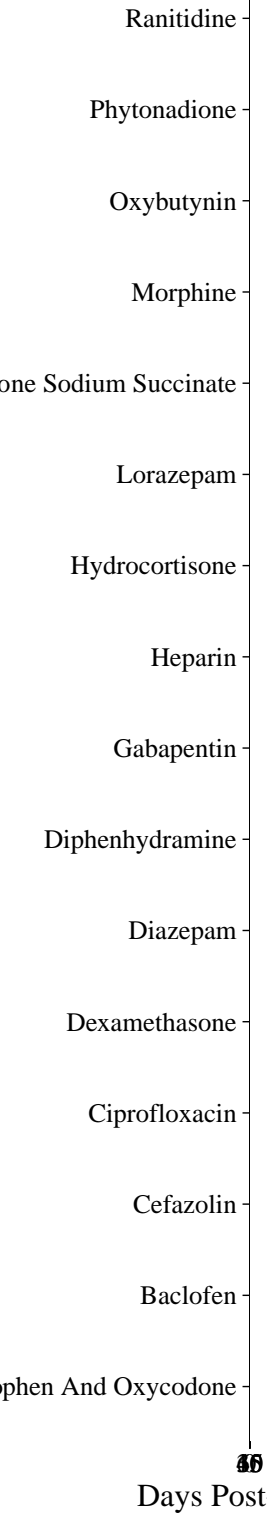 Ranitidine
Phytonadione
Oxybutynin
Morphine
one Sodium Succinate
Lorazepam
Hydrocortisone
Heparin
Gabapentin
Diphenhydramine
Diazepam
Dexamethasone
Ciprofloxacin
Cefazolin
Baclofen
ophen And Oxycodone
Days Post